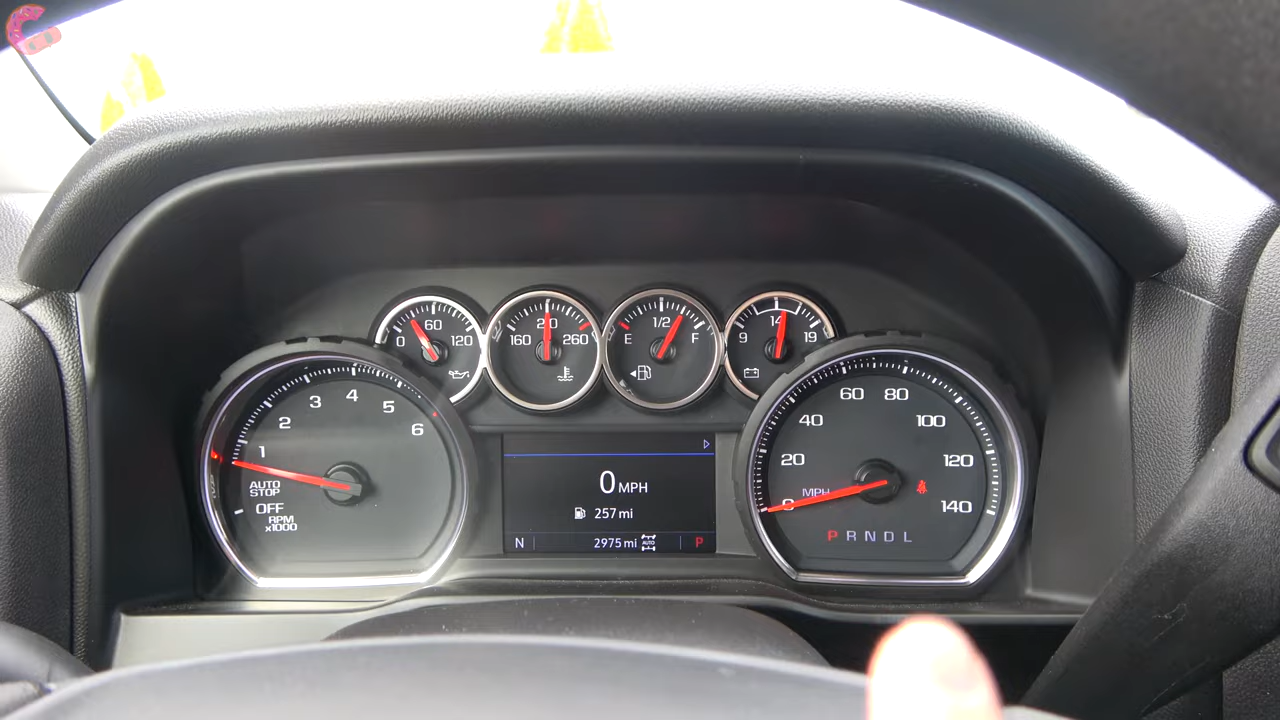 0 60 120
160 210 260
E 1/2 F
9 14 19
1 2 3 4 5 6
AUTO
STOP
OFF
RPM
x1000
0 MPH
257 mi
N 2975 mi AUTO P
0 20 40 60 80 100 120 140
MPH
P R N D L